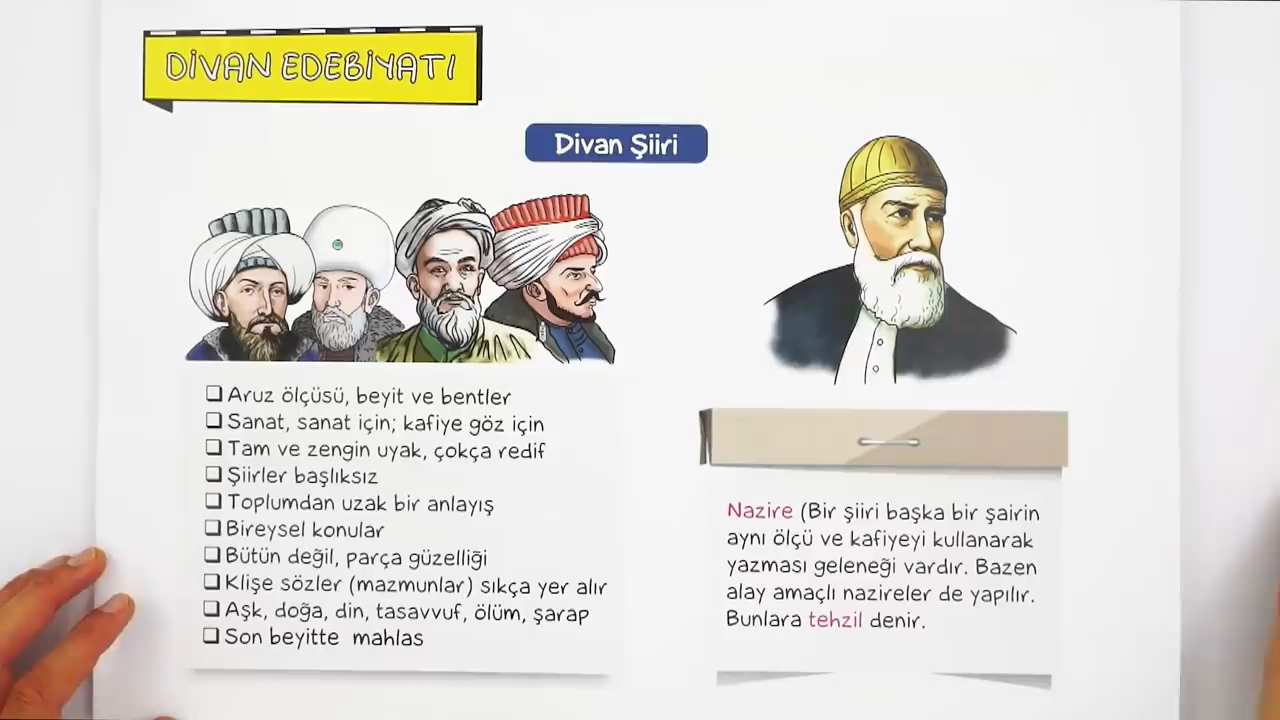 DİVAN EDEBİYATI
Divan Şiiri
❑ Aruz ölçüsü, beyit ve bentler
❑ Sanat, sanat için; kafiye göz için
❑ Tam ve zengin uyak, çokça redif
❑ Şiirler başlıksız
❑ Toplumdan uzak bir anlayış
❑ Bireysel konular
❑ Bütün değil, parça güzelliği
❑ Klişe sözler (mazmunlar) sıkça yer alır
❑ Aşk, doğa, din, tasavvuf, ölüm, şarap
❑ Son beyitte mahlas
Nazire (Bir şiiri başka bir şairin
aynı ölçü ve kafiyeyi kullanarak
yazması geleneği vardır. Bazen
alay amaçlı nazireler de yapılır.
Bunlara tehzil denir.